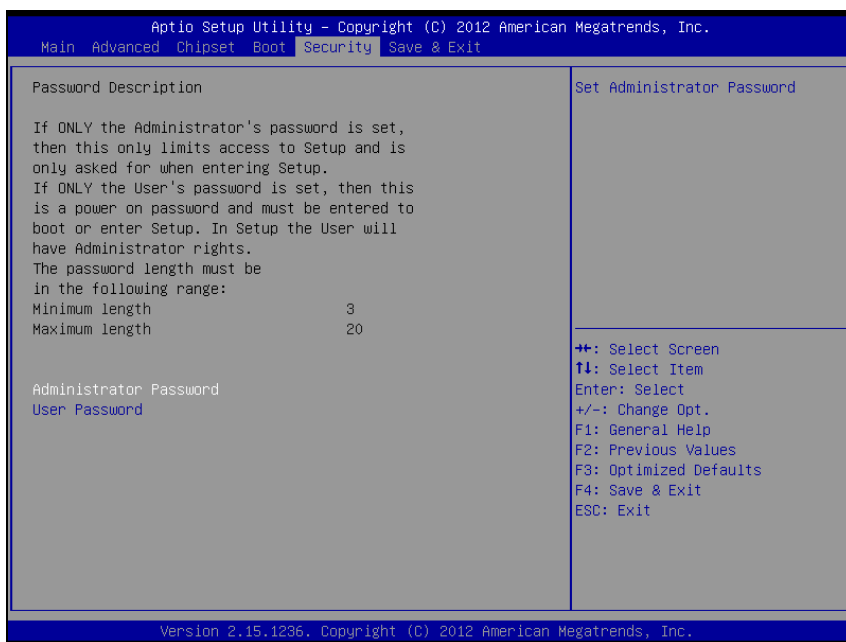 Aptio Setup Utility – Copyright (C) 2012 American Megatrends, Inc.
Main Advanced Chipset Boot Security Save & Exit
Password Description
If ONLY the Administrator's password is set,
then this only limits access to Setup and is
only asked for when entering Setup.
If ONLY the User's password is set, then this
is a power on password and must be entered to
boot or enter Setup. In Setup the User will
have Administrator rights.
The password length must be
in the following range:
Minimum length 3
Maximum length 20
Administrator Password
User Password
Set Administrator Password
→←: Select Screen
↑↓: Select Item
Enter: Select
+/-: Change Opt.
F1: General Help
F2: Previous Values
F3: Optimized Defaults
F4: Save & Exit
ESC: Exit
Version 2.15.1236. Copyright (C) 2012 American Megatrends, Inc.